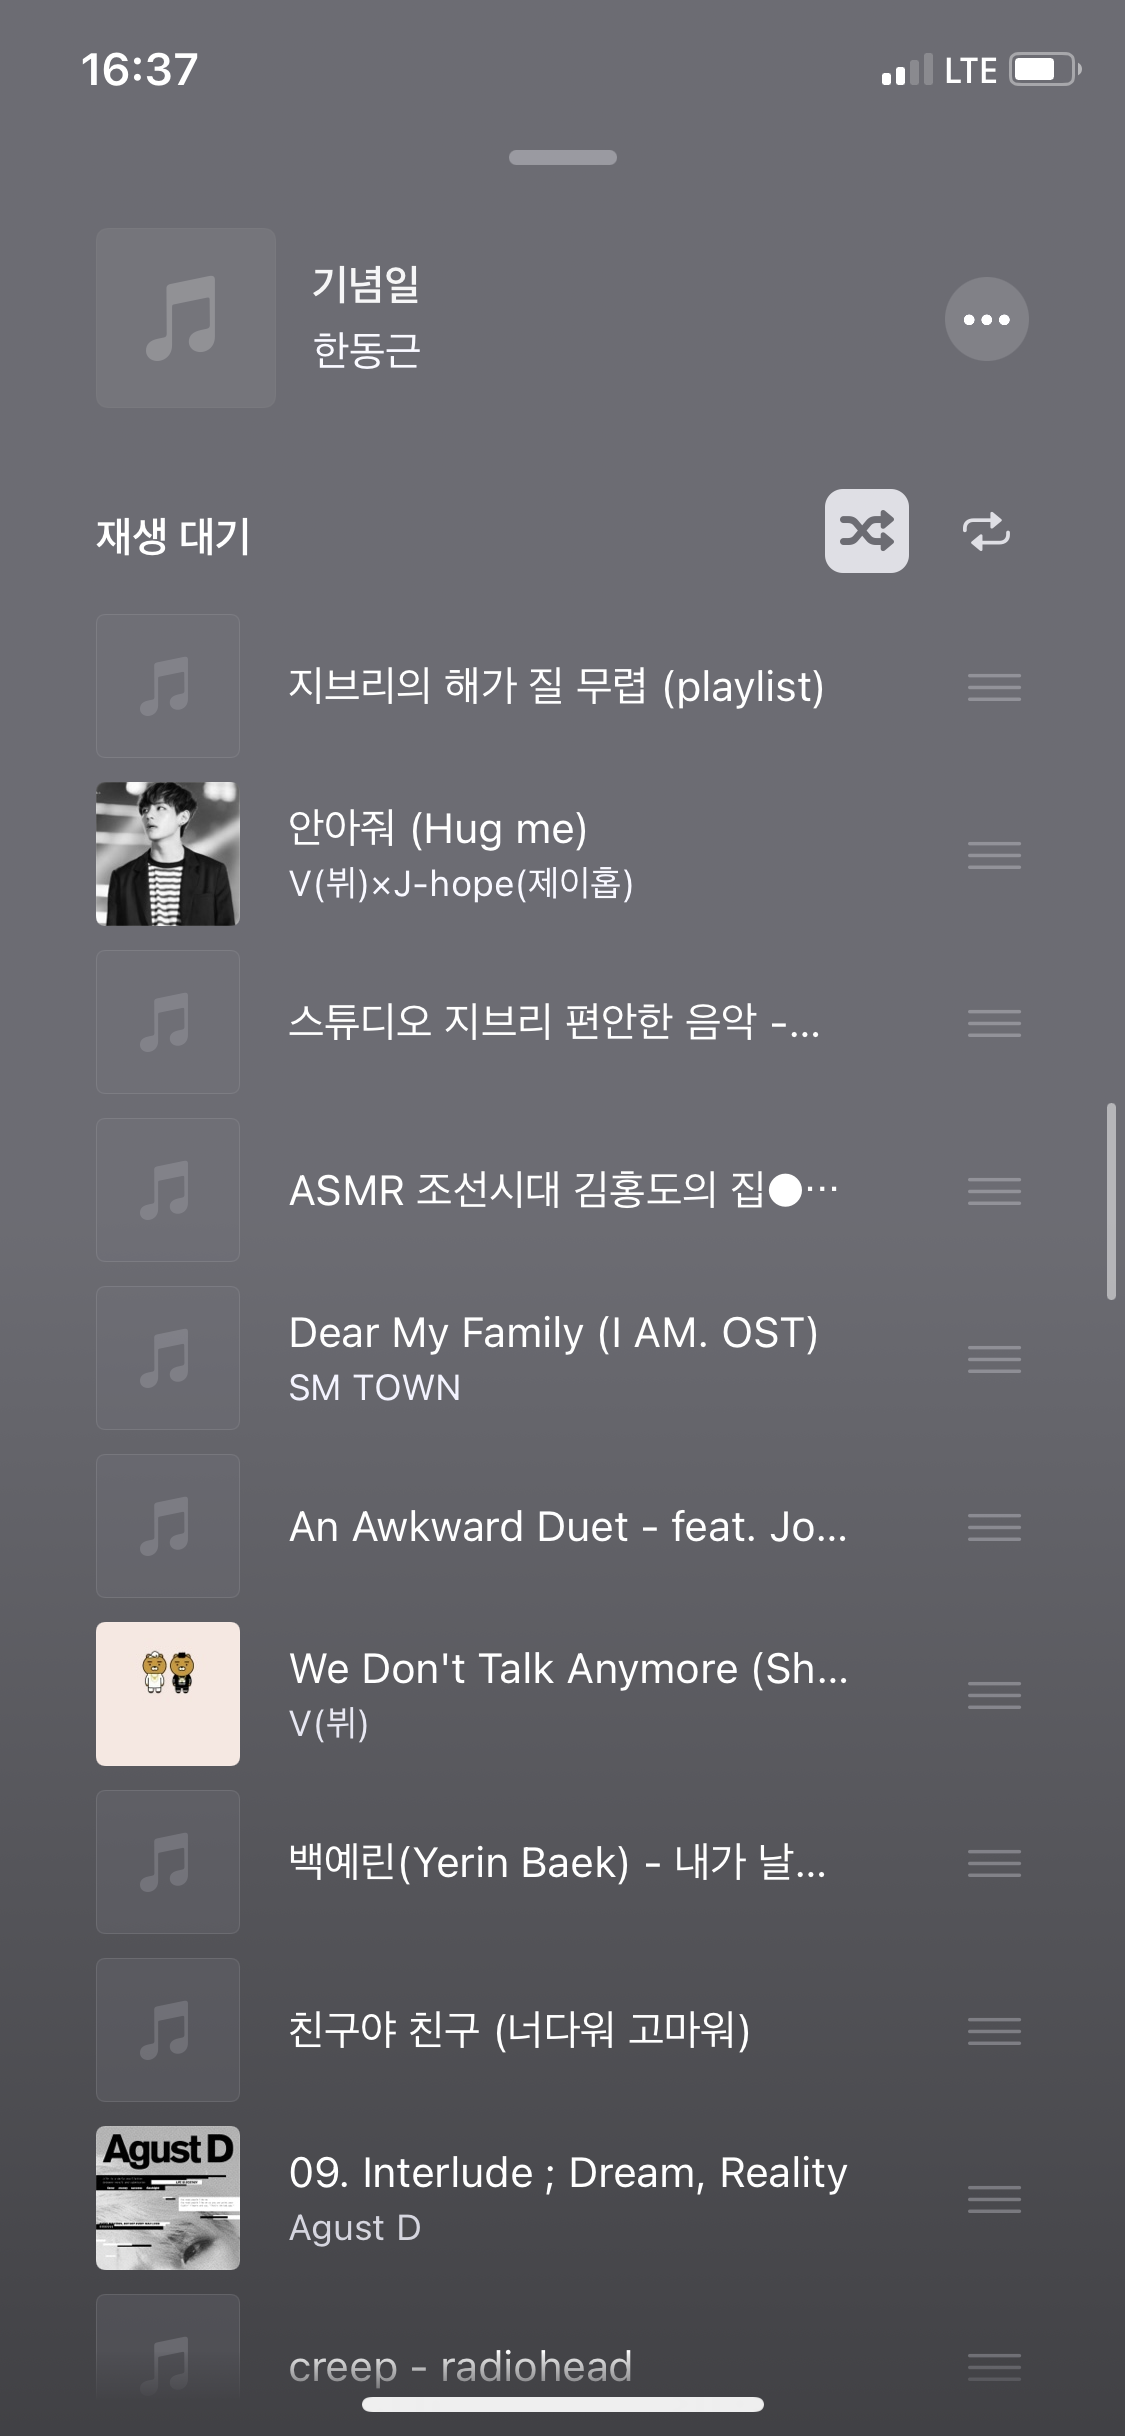 16:37
LTE
기념일
한동근
재생 대기
지브리의 해가 질 무렵 (playlist)
안아줘 (Hug me)
V(뷔)×J-hope(제이홉)
스튜디오 지브리 편안한 음악 -...
ASMR 조선시대 김홍도의 집●···
Dear My Family (I AM. OST)
SM TOWN
An Awkward Duet - feat. Jo...
We Don't Talk Anymore (Sh...
V(뷔)
백예린(Yerin Baek) - 내가 날...
친구야 친구 (너다워 고마워)
Agust D
09. Interlude ; Dream, Reality
Agust D
creep - radiohead